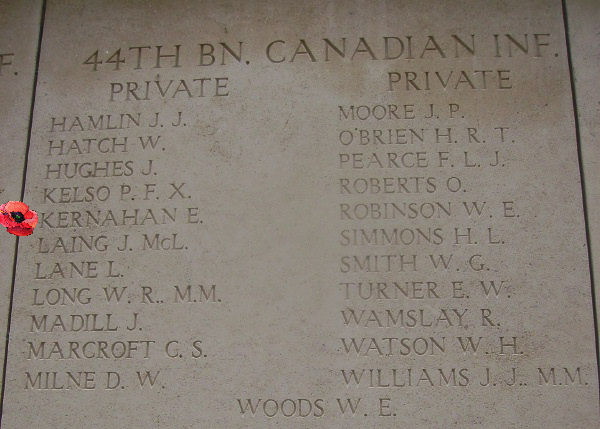 F.
44TH BN. CANADIAN INF.
PRIVATE
HAMLIN J. J.
HATCH W.
HUGHES J.
KELSO P. F. X.
KERNAHAN E.
LAING J. McL.
LANE L.
LONG W. R., M.M.
MADILL J.
MARCROFT C. S.
MILNE D. W.
PRIVATE
MOORE J. P.
O'BRIEN H. R. T.
PEARCE F. L. J.
ROBERTS O.
ROBINSON W. E.
SIMMONS H. L.
SMITH W. G.
TURNER E. W.
WAMSLAY R.
WATSON W. H.
WILLIAMS J. J., M.M.
WOODS W. E.